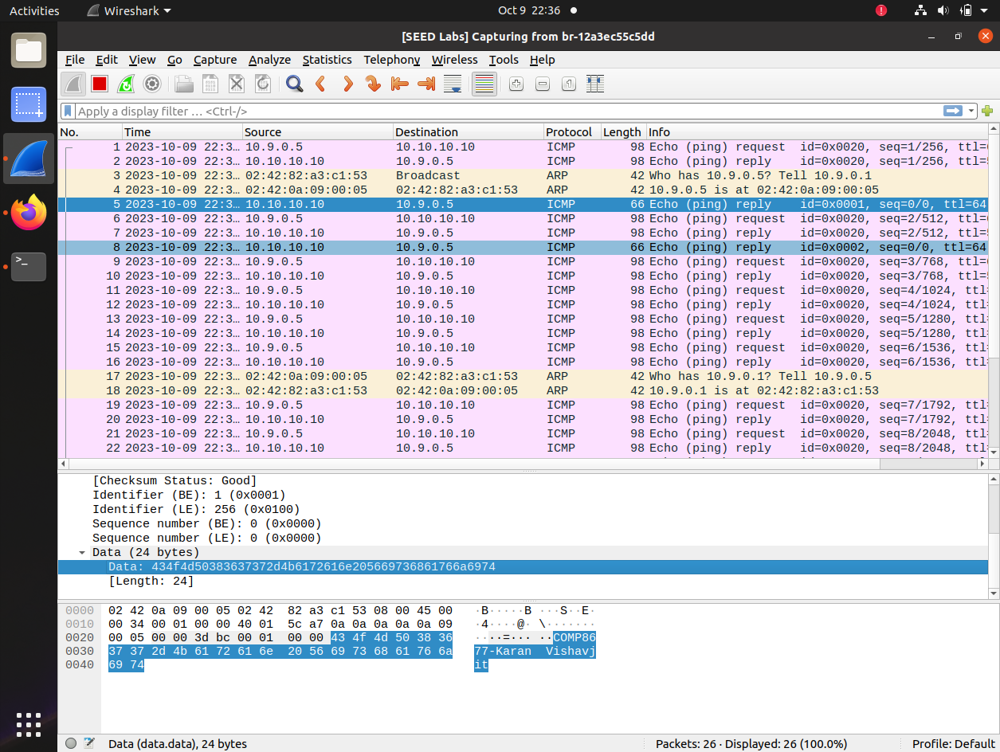 Activities Wireshark Oct 9 22:36
[SEED Labs] Capturing from br-12a3ec55c5dd
File Edit View Go Capture Analyze Statistics Telephony Wireless Tools Help
Apply a display filter … <Ctrl-/>
No. Time Source Destination Protocol Length Info
1 2023-10-09 22:3… 10.9.0.5 10.10.10.10 ICMP 98 Echo (ping) request id=0x0020, seq=1/256, ttl=
2 2023-10-09 22:3… 10.10.10.10 10.9.0.5 ICMP 98 Echo (ping) reply id=0x0020, seq=1/256, ttl=
3 2023-10-09 22:3… 02:42:82:a3:c1:53 Broadcast ARP 42 Who has 10.9.0.5? Tell 10.9.0.1
4 2023-10-09 22:3… 02:42:0a:09:00:05 02:42:82:a3:c1:53 ARP 42 10.9.0.5 is at 02:42:0a:09:00:05
5 2023-10-09 22:3… 10.10.10.10 10.9.0.5 ICMP 66 Echo (ping) reply id=0x0001, seq=0/0, ttl=64
6 2023-10-09 22:3… 10.9.0.5 10.10.10.10 ICMP 98 Echo (ping) request id=0x0020, seq=2/512, ttl=
7 2023-10-09 22:3… 10.10.10.10 10.9.0.5 ICMP 98 Echo (ping) reply id=0x0020, seq=2/512, ttl=
8 2023-10-09 22:3… 10.10.10.10 10.9.0.5 ICMP 66 Echo (ping) reply id=0x0002, seq=0/0, ttl=64
9 2023-10-09 22:3… 10.9.0.5 10.10.10.10 ICMP 98 Echo (ping) request id=0x0020, seq=3/768, ttl=
10 2023-10-09 22:3… 10.10.10.10 10.9.0.5 ICMP 98 Echo (ping) reply id=0x0020, seq=3/768, ttl=
11 2023-10-09 22:3… 10.9.0.5 10.10.10.10 ICMP 98 Echo (ping) request id=0x0020, seq=4/1024, ttl=
12 2023-10-09 22:3… 10.10.10.10 10.9.0.5 ICMP 98 Echo (ping) reply id=0x0020, seq=4/1024, ttl=
13 2023-10-09 22:3… 10.9.0.5 10.10.10.10 ICMP 98 Echo (ping) request id=0x0020, seq=5/1280, ttl=
14 2023-10-09 22:3… 10.10.10.10 10.9.0.5 ICMP 98 Echo (ping) reply id=0x0020, seq=5/1280, ttl=
15 2023-10-09 22:3… 10.9.0.5 10.10.10.10 ICMP 98 Echo (ping) request id=0x0020, seq=6/1536, ttl=
16 2023-10-09 22:3… 10.10.10.10 10.9.0.5 ICMP 98 Echo (ping) reply id=0x0020, seq=6/1536, ttl=
17 2023-10-09 22:3… 02:42:0a:09:00:05 02:42:82:a3:c1:53 ARP 42 Who has 10.9.0.1? Tell 10.9.0.5
18 2023-10-09 22:3… 02:42:82:a3:c1:53 02:42:0a:09:00:05 ARP 42 10.9.0.1 is at 02:42:82:a3:c1:53
19 2023-10-09 22:3… 10.9.0.5 10.10.10.10 ICMP 98 Echo (ping) request id=0x0020, seq=7/1792, ttl=
20 2023-10-09 22:3… 10.10.10.10 10.9.0.5 ICMP 98 Echo (ping) reply id=0x0020, seq=7/1792, ttl=
21 2023-10-09 22:3… 10.9.0.5 10.10.10.10 ICMP 98 Echo (ping) request id=0x0020, seq=8/2048, ttl=
22 2023-10-09 22:3… 10.10.10.10 10.9.0.5 ICMP 98 Echo (ping) reply id=0x0020, seq=8/2048, ttl=
[Checksum Status: Good]
Identifier (BE): 1 (0x0001)
Identifier (LE): 256 (0x0100)
Sequence number (BE): 0 (0x0000)
Sequence number (LE): 0 (0x0000)
Data (24 bytes)
Data: 434f4d50383637372d4b6172616e205669736861766a6974
[Length: 24]
0000 02 42 0a 09 00 05 02 42 82 a3 c1 53 08 00 45 00 ·B·····B ···S··E·
0010 00 34 00 01 00 00 40 01 5c a7 0a 0a 0a 0a 0a 09 ·4····@· \·······
0020 00 05 00 00 3d bc 00 01 00 00 43 4f 4d 50 38 36 ····=··· ··COMP86
0030 37 37 2d 4b 61 72 61 6e 20 56 69 73 68 61 76 6a 77-Karan Vishavj
0040 69 74 it
Data (data.data), 24 bytes Packets: 26 · Displayed: 26 (100.0%) Profile: Default